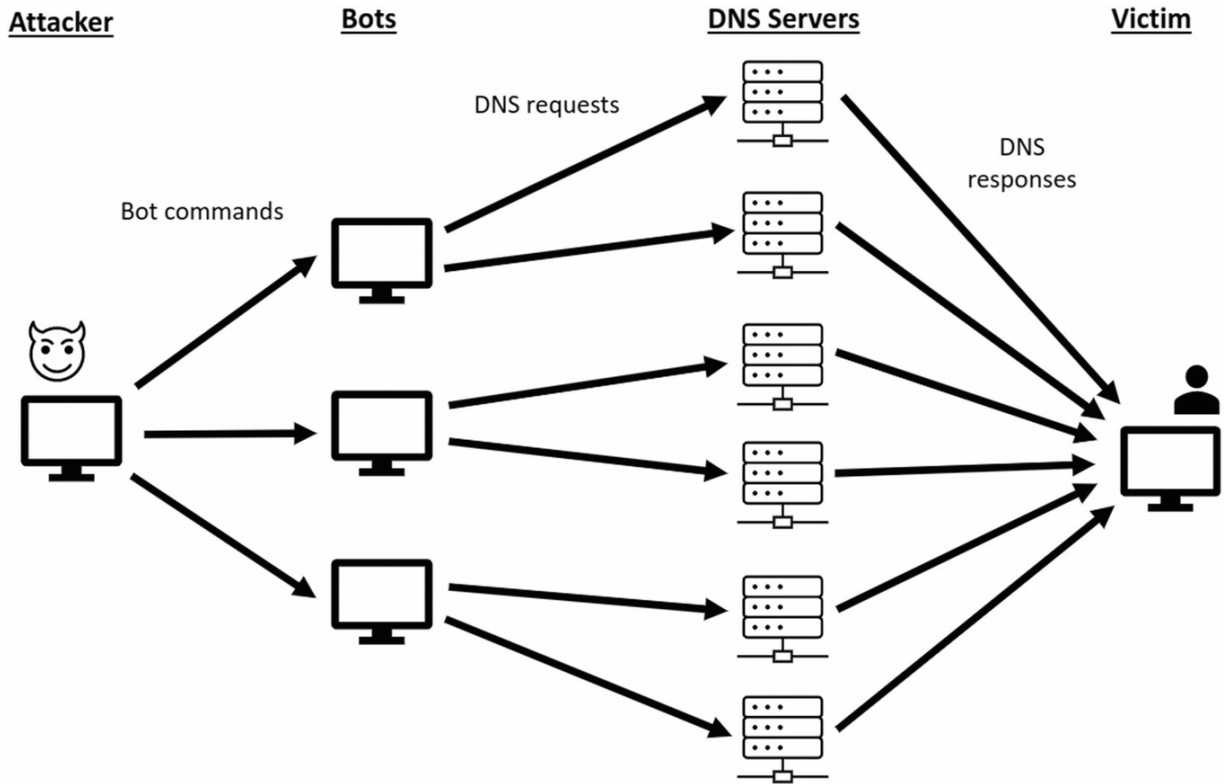 Attacker
Bots
DNS Servers
Victim
DNS requests
DNS
responses
Bot commands